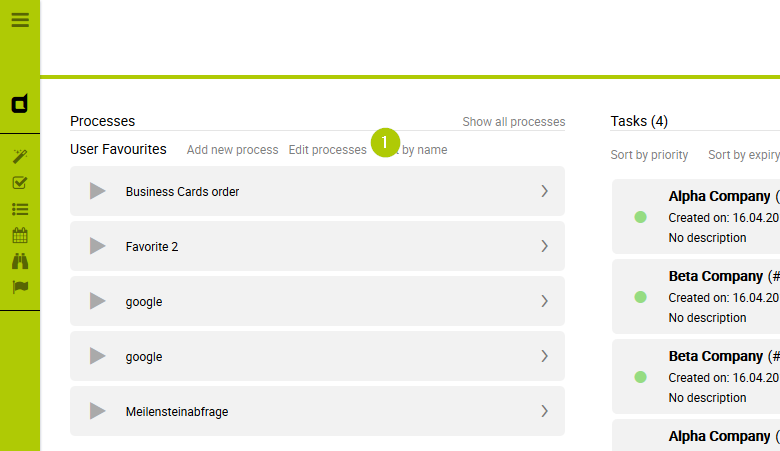 Processes
Show all processes
User Favourites
Add new process
Edit processes
1
by name
Business Cards order
Favorite 2
google
google
Meilensteinabfrage
Tasks (4)
Sort by priority
Sort by expiry
Alpha Company (
Created on: 16.04.20
No description
Beta Company (#
Created on: 16.04.20
No description
Beta Company (#
Created on: 16.04.20
No description
Alpha Company (